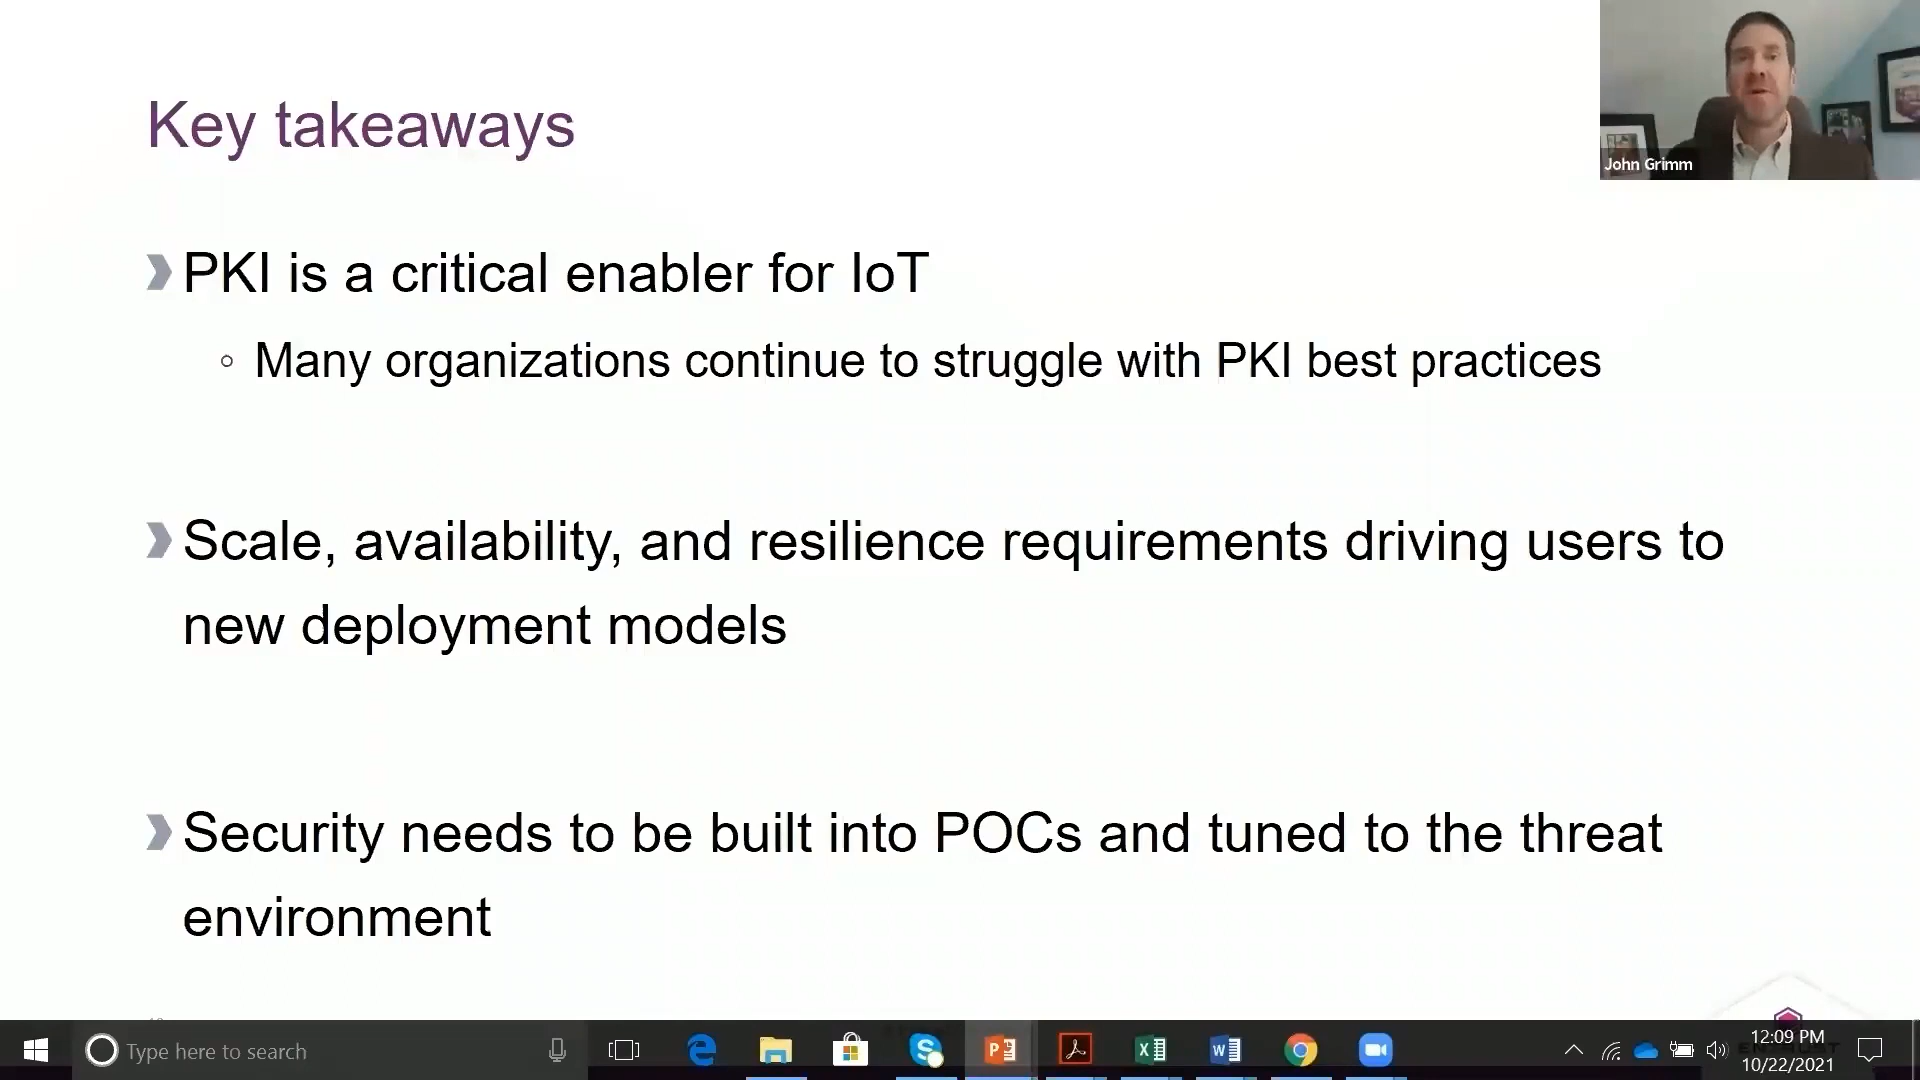 Key takeaways
John Grimm
PKI is a critical enabler for IoT
Many organizations continue to struggle with PKI best practices
Scale, availability, and resilience requirements driving users to
new deployment models
Security needs to be built into POCs and tuned to the threat
environment
Type here to search
12:09 PM
10/22/2021